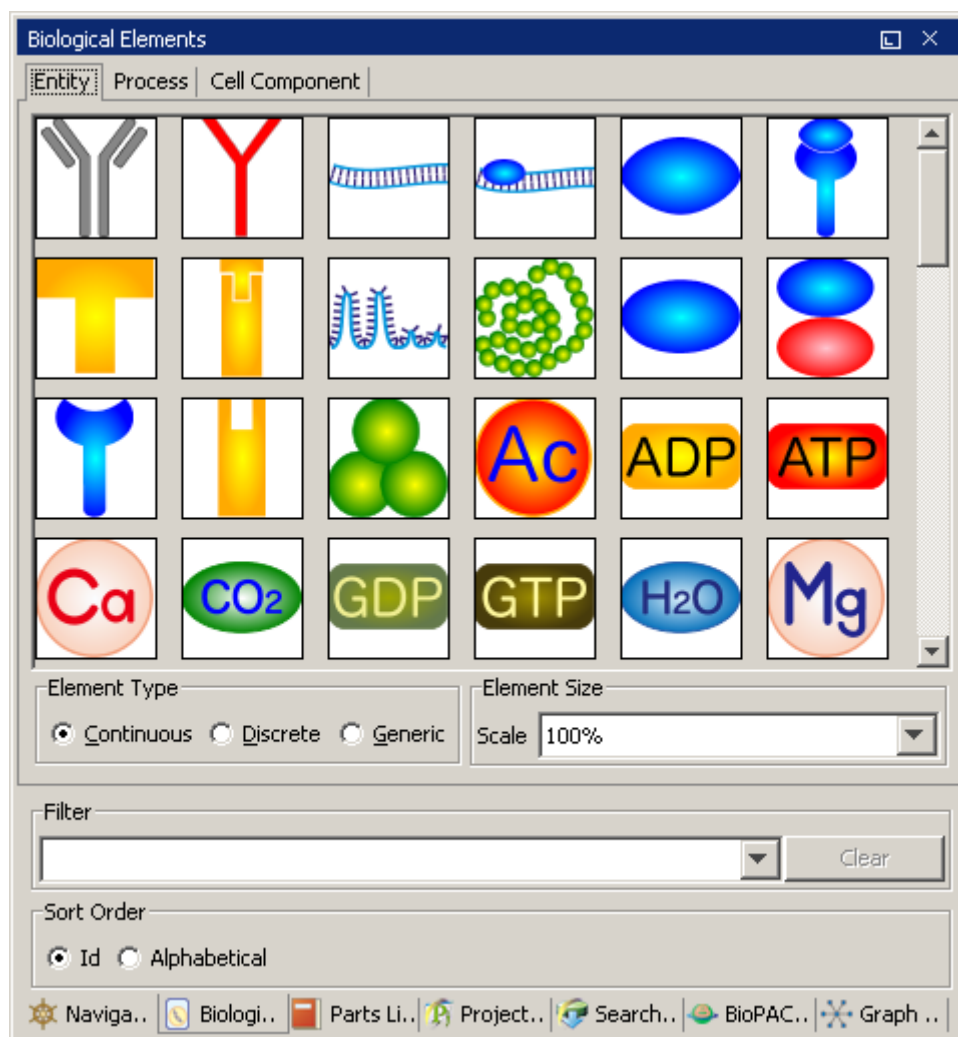 Biological Elements
Entity Process Cell Component
Ac ADP ATP
Ca CO2 GDP GTP H2O Mg
Element Type Element Size
Continuous Discrete Generic Scale 100%
Filter
Clear
Sort Order
Id Alphabetical
Naviga.. Biologi.. Parts Li.. Project.. Search.. BioPAC.. Graph ..